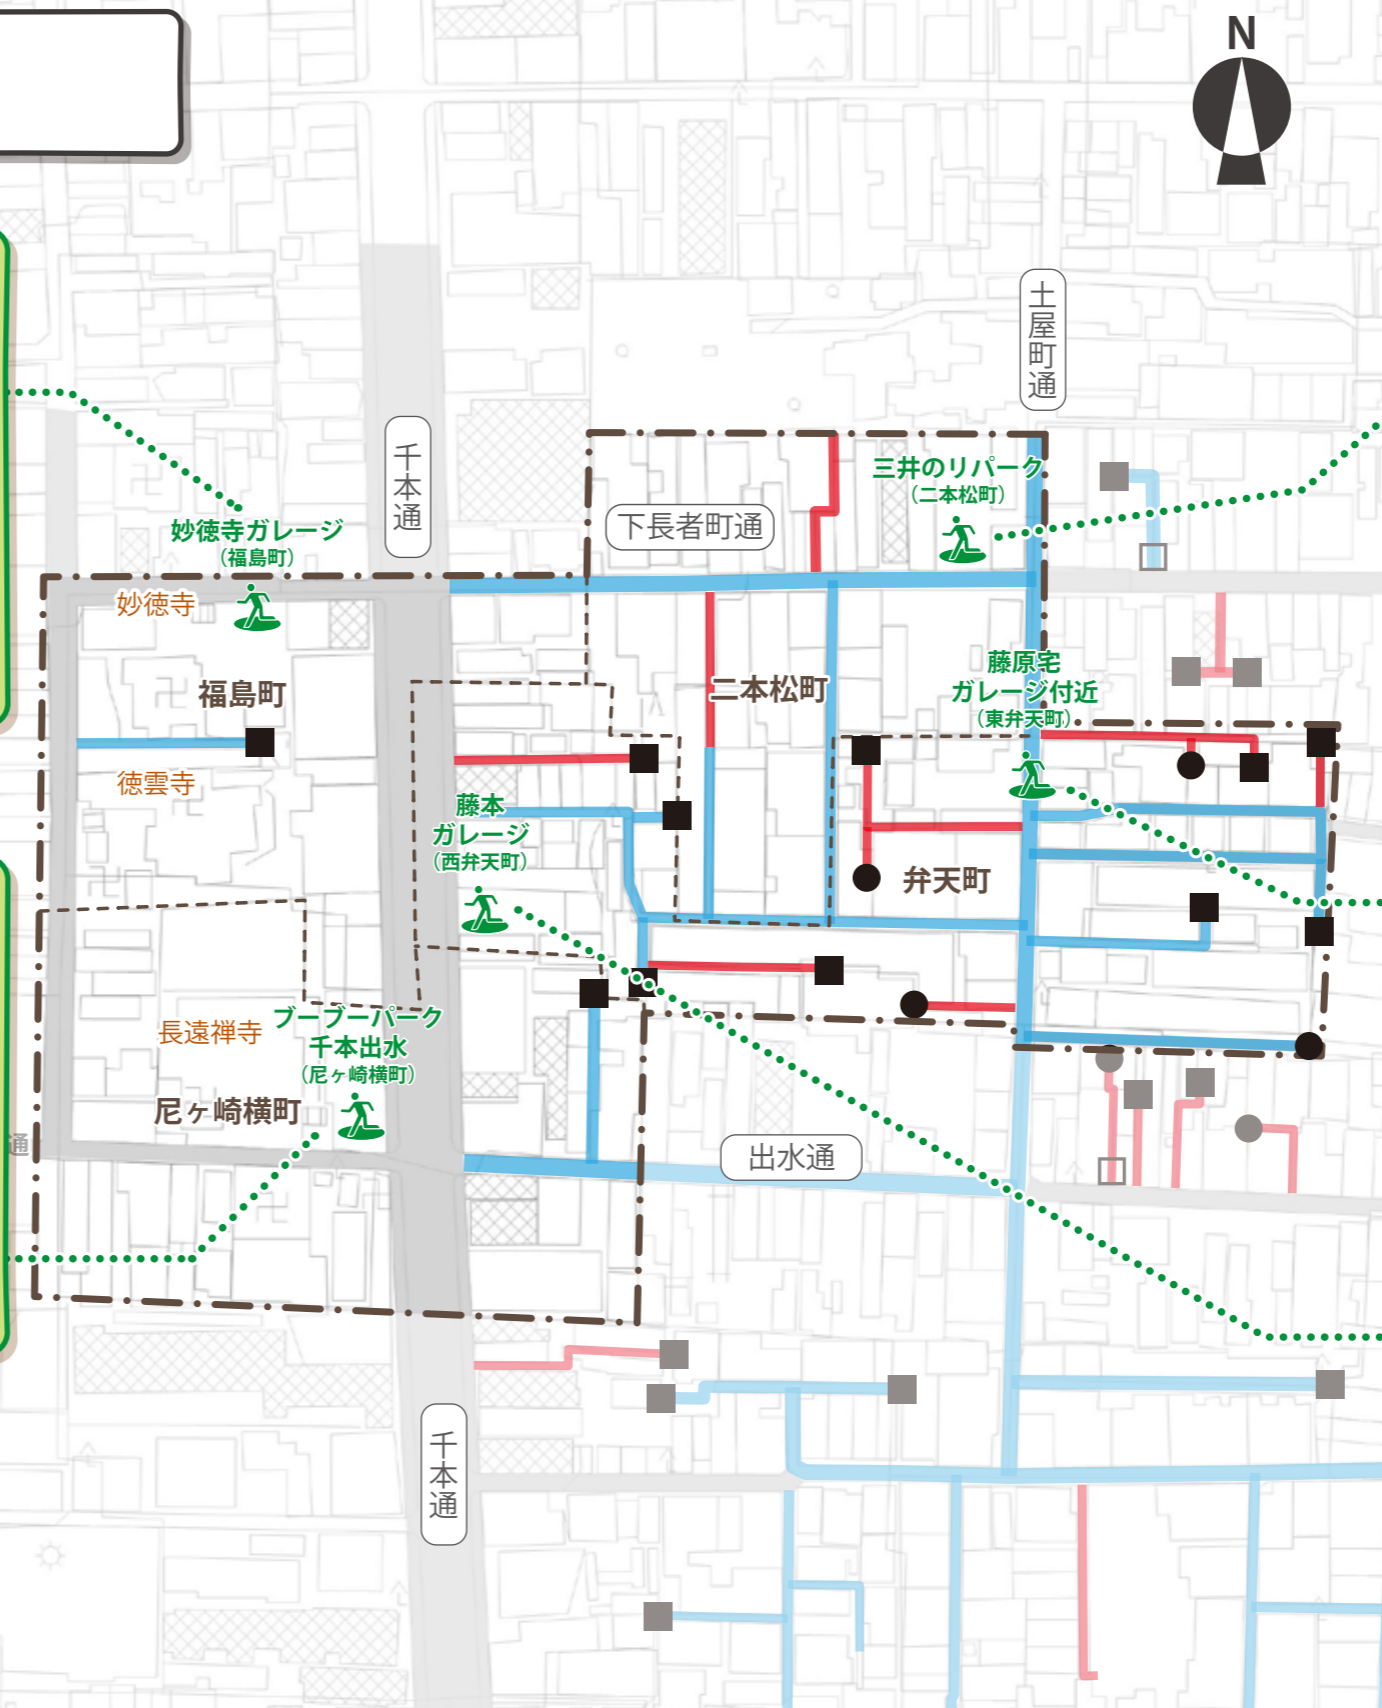 N
土屋町通
千本通
三井のリパーク
(二本松町)
下長者町通
妙徳寺ガレージ
(福島町)
妙徳寺
藤原宅
ガレージ付近
(東弁天町)
福島町
二本松町
徳雲寺
藤本
ガレージ
(西弁天町)
弁天町
ブーブーパーク
千本出水
(尼ヶ崎横町)
長遠禅寺
尼ヶ崎横町
通
出水通
千本通